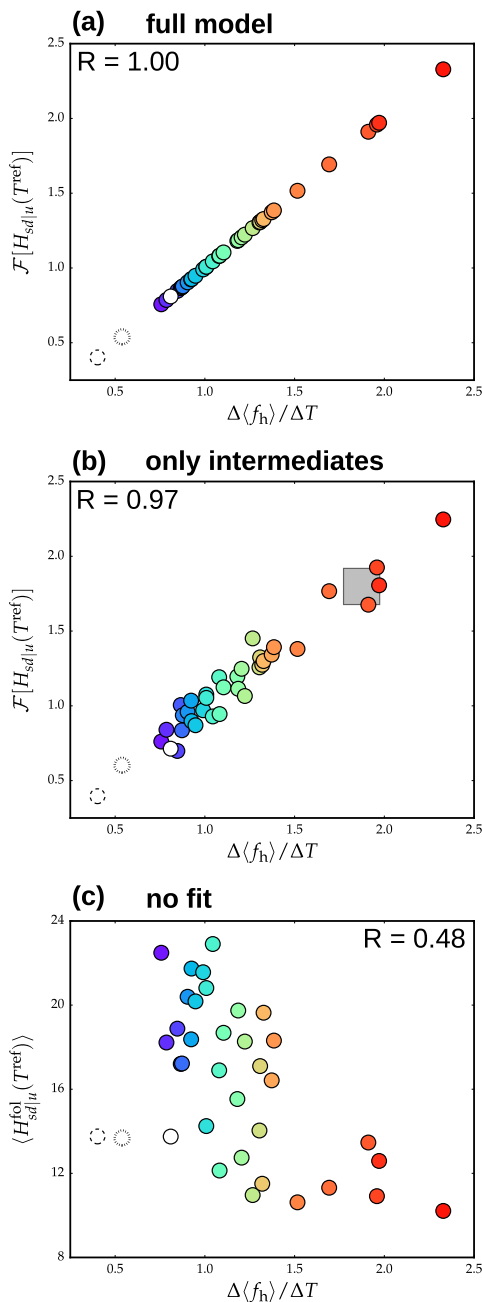 (a) full model
R = 1.00
2.5
2.0
1.5
1.0
0.5
ℱ[H_{sd|u}(T^{ref})]
0.5 1.0 1.5 2.0 2.5
Δ⟨f_h⟩/ΔT
(b) only intermediates
R = 0.97
2.5
2.0
1.5
1.0
0.5
ℱ[H_{sd|u}(T^{ref})]
0.5 1.0 1.5 2.0 2.5
Δ⟨f_h⟩/ΔT
(c) no fit
R = 0.48
24
20
16
12
8
⟨H^{fol}_{sd|u}(T^{ref})⟩
0.5 1.0 1.5 2.0 2.5
Δ⟨f_h⟩/ΔT